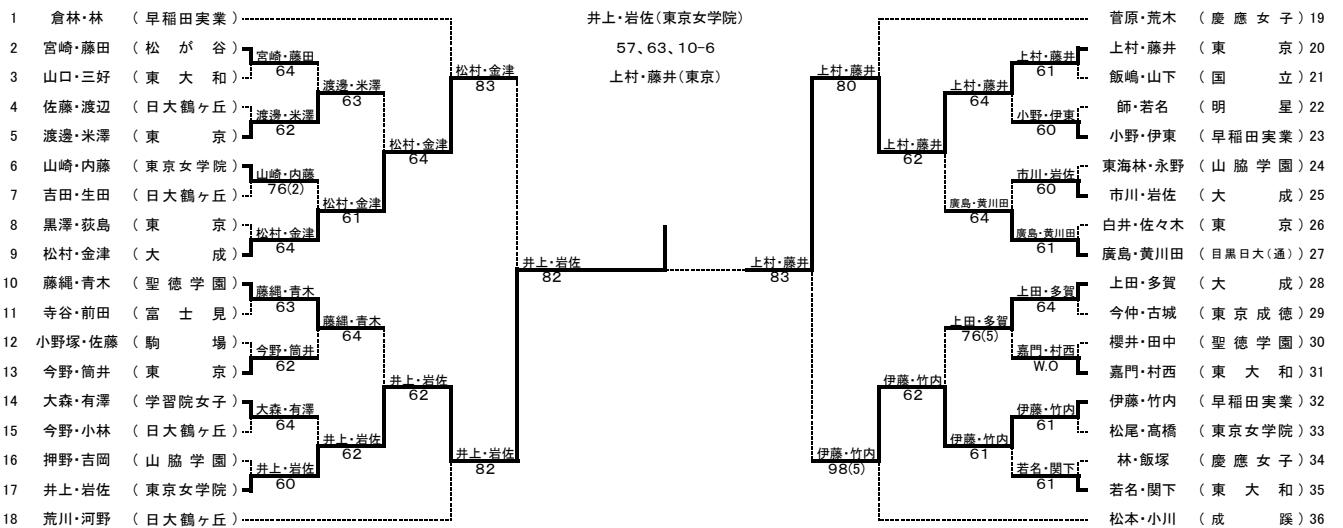 井上・岩佐(東京女学院)
57、63、10-6
上村・藤井(東京)
1 倉林・林 (早稲田実業)
2 宮崎・藤田 (松が谷)
3 山口・三好 (東大和)
4 佐藤・渡辺 (日大鶴ヶ丘)
5 渡邊・米澤 (東京)
6 山崎・内藤 (東京女学院)
7 吉田・生田 (日大鶴ヶ丘)
8 黒澤・荻島 (東京)
9 松村・金津 (大成)
10 藤縄・青木 (聖徳学園)
11 寺谷・前田 (富士見)
12 小野塚・佐藤 (駒場)
13 今野・筒井 (東京)
14 大森・有澤 (学習院女子)
15 今野・小林 (日大鶴ヶ丘)
16 押野・吉岡 (山脇学園)
17 井上・岩佐 (東京女学院)
18 荒川・河野 (日大鶴ヶ丘)
宮崎・藤田
64
渡邊・米澤
62
山崎・内藤
76(2)
松村・金津
64
藤縄・青木
63
今野・筒井
62
大森・有澤
64
井上・岩佐
60
渡邊・米澤
63
松村・金津
61
藤縄・青木
64
井上・岩佐
62
松村・金津
64
井上・岩佐
62
松村・金津
83
井上・岩佐
82
井上・岩佐
82
上村・藤井
83
上村・藤井
80
伊藤・竹内
98(5)
上村・藤井
62
伊藤・竹内
62
上村・藤井
64
廣島・黄川田
64
上田・多賀
76(5)
伊藤・竹内
61
上村・藤井
61
小野・伊東
60
市川・岩佐
60
廣島・黄川田
61
上田・多賀
64
嘉門・村西
W.O
伊藤・竹内
61
若名・関下
61
菅原・荒木 (慶應女子) 19
上村・藤井 (東京) 20
飯嶋・山下 (国立) 21
師・若名 (明星) 22
小野・伊東 (早稲田実業) 23
東海林・永野 (山脇学園) 24
市川・岩佐 (大成) 25
白井・佐々木 (東京) 26
廣島・黄川田 (目黒日大(通)) 27
上田・多賀 (大成) 28
今仲・古城 (東京成徳) 29
櫻井・田中 (聖徳学園) 30
嘉門・村西 (東大和) 31
伊藤・竹内 (早稲田実業) 32
松尾・髙橋 (東京女学院) 33
林・飯塚 (慶應女子) 34
若名・関下 (東大和) 35
松本・小川 (成蹊) 36